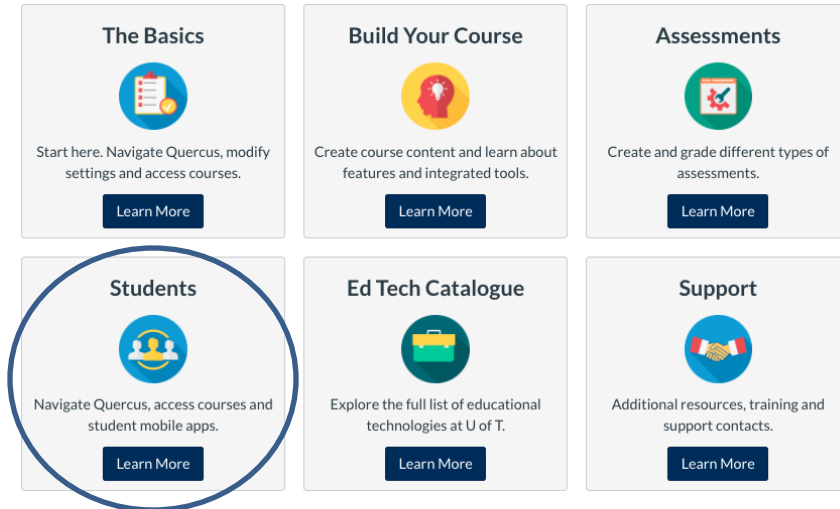 The Basics
Start here. Navigate Quercus, modify
settings and access courses.
Learn More
Build Your Course
Create course content and learn about
features and integrated tools.
Learn More
Assessments
Create and grade different types of
assessments.
Learn More
Students
Navigate Quercus, access courses and
student mobile apps.
Learn More
Ed Tech Catalogue
Explore the full list of educational
technologies at U of T.
Learn More
Support
Additional resources, training and
support contacts.
Learn More